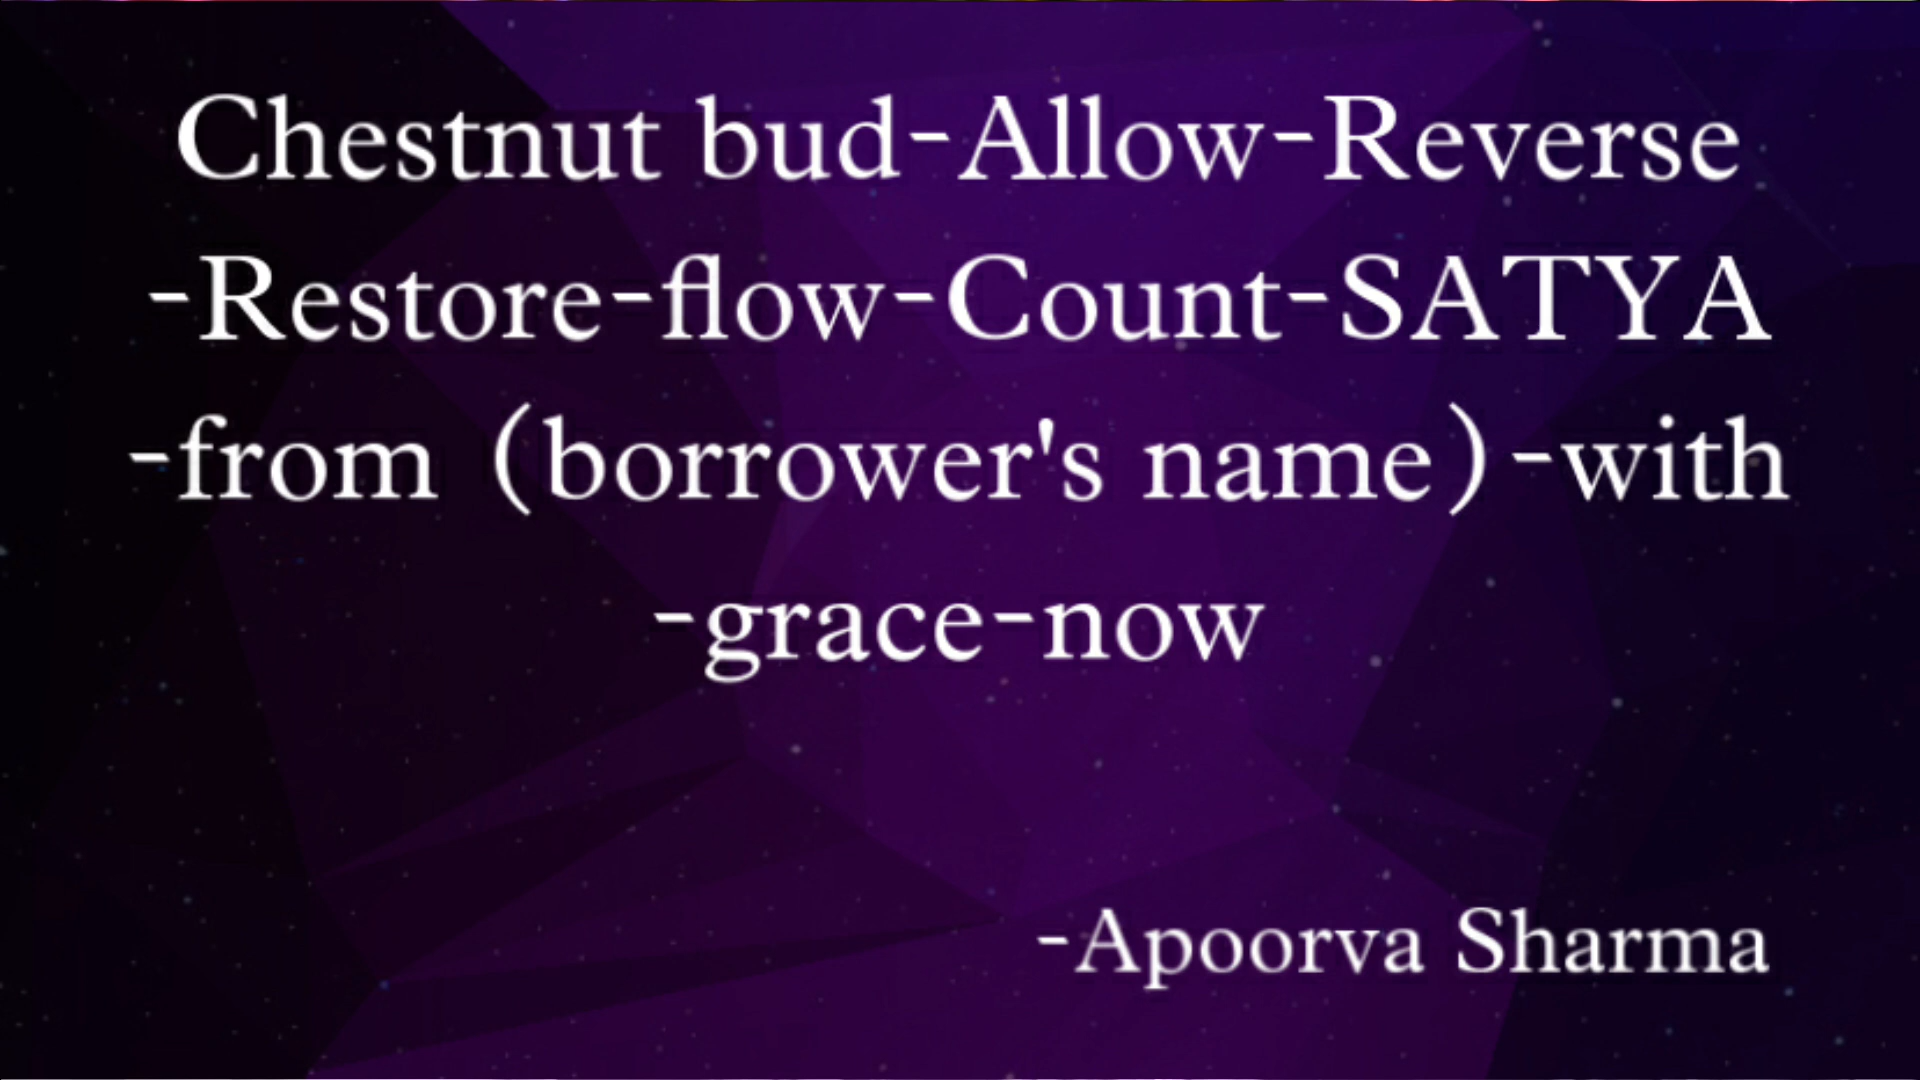 Chestnut bud-Allow-Reverse
-Restore-flow-Count-SATYA
-from (borrower's name)-with
-grace-now
-Apoorva Sharma